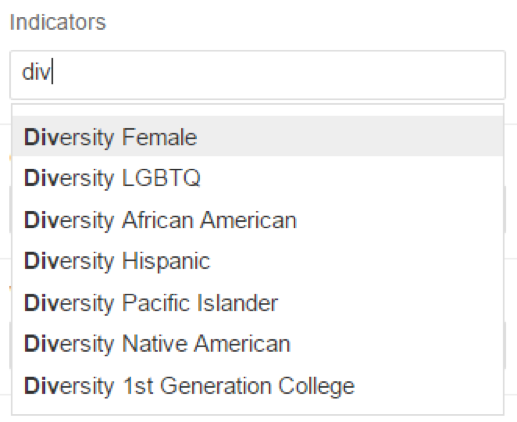 Indicators
div
Diversity Female
Diversity LGBTQ
Diversity African American
Diversity Hispanic
Diversity Pacific Islander
Diversity Native American
Diversity 1st Generation College